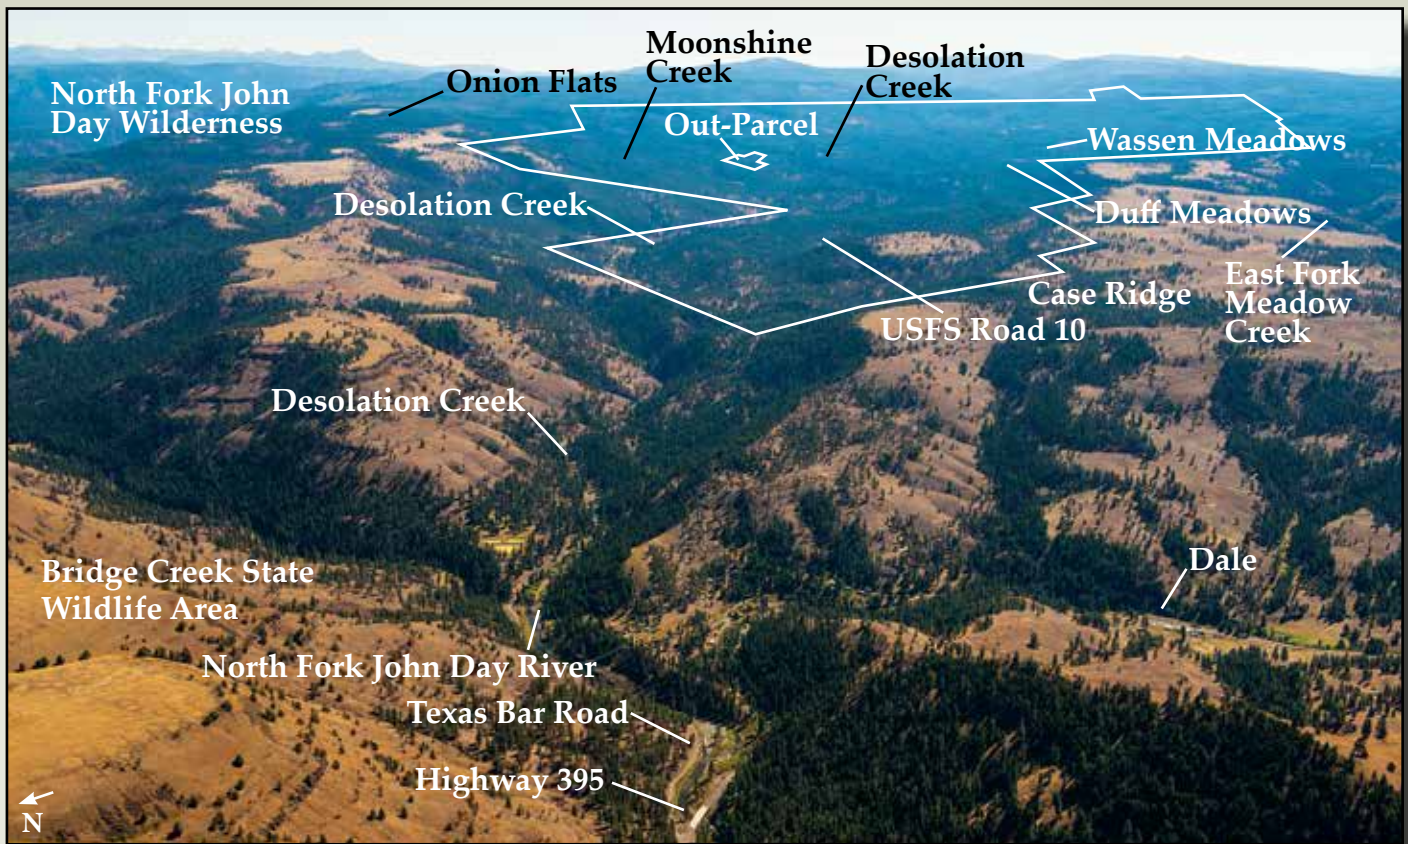 Moonshine
Creek
Desolation
Creek
Onion Flats
North Fork John
Day Wilderness
Out-Parcel
Wassen Meadows
Desolation Creek
Duff Meadows
East Fork
Meadow
Creek
Case Ridge
USFS Road 10
Desolation Creek
Dale
Bridge Creek State
Wildlife Area
North Fork John Day River
Texas Bar Road
Highway 395
N